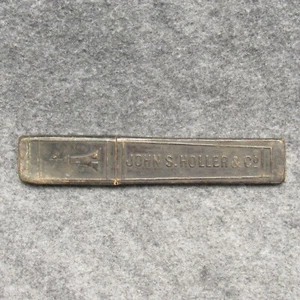 JOHN S. HOLLER & CO